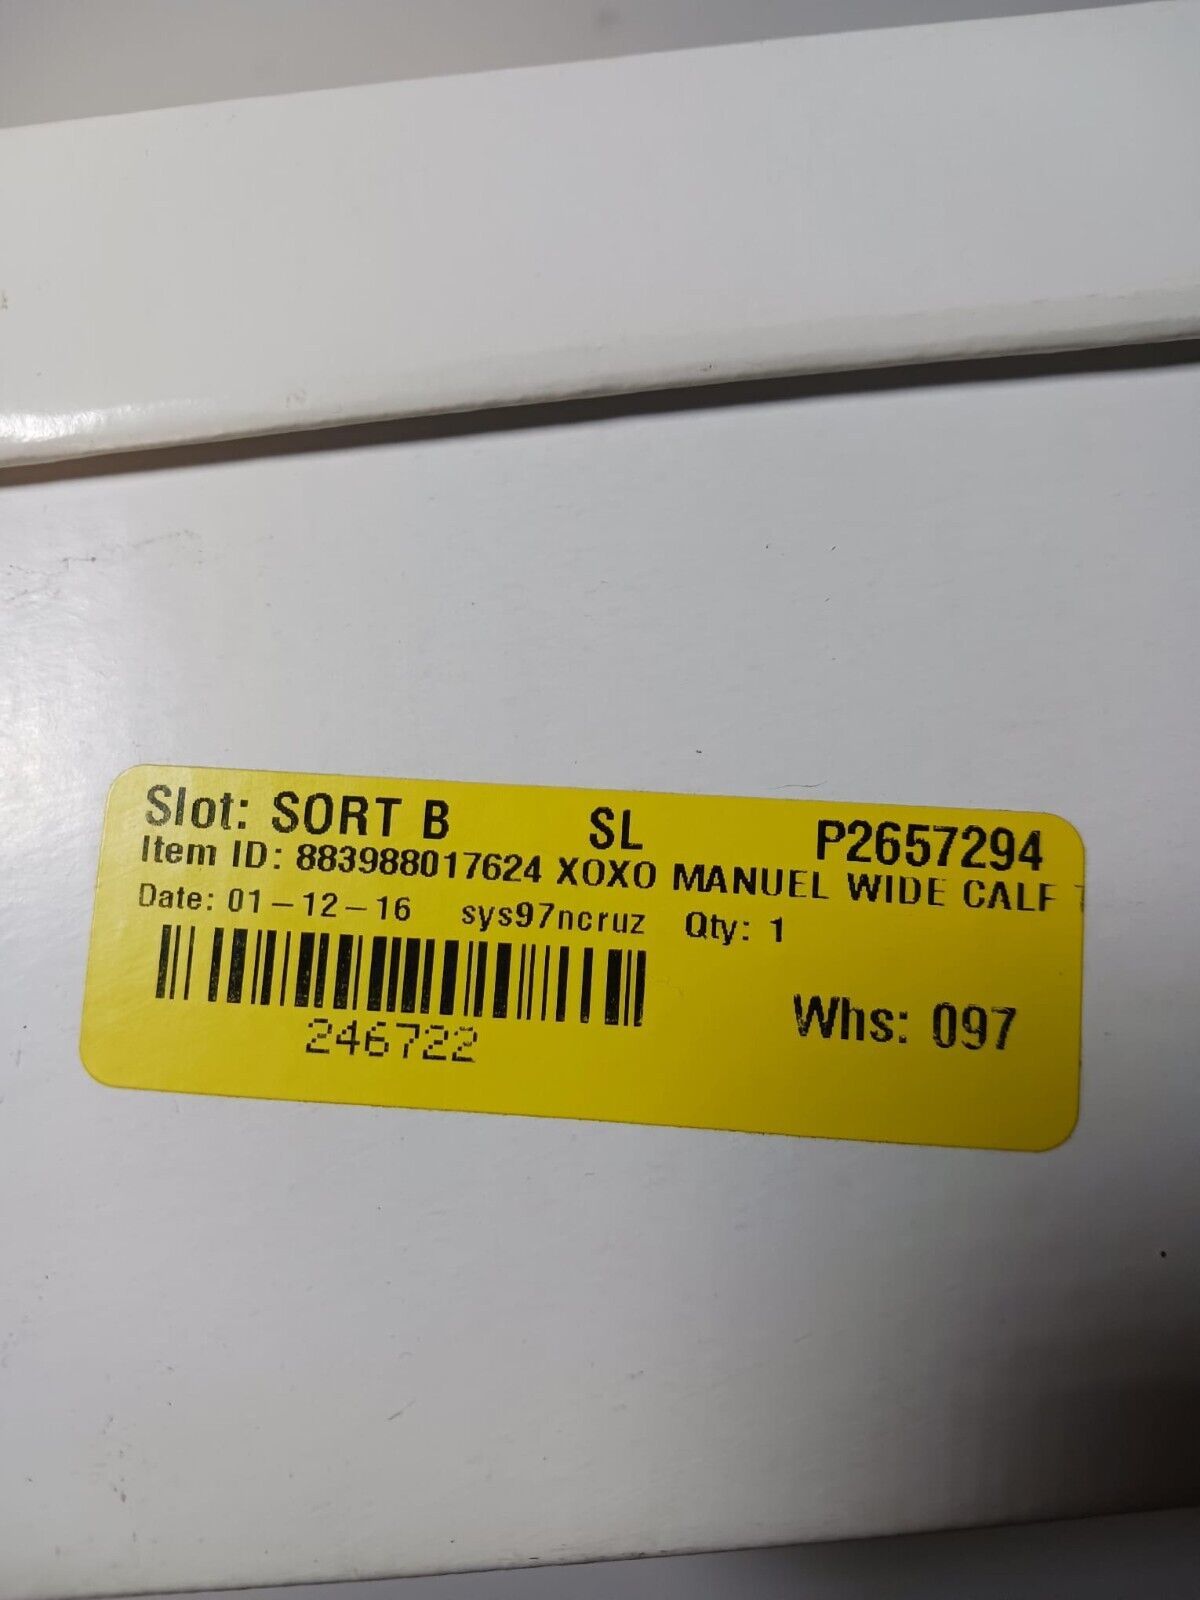 Slot: SORT B SL P2657294
Item ID: 883988017624 XOXO MANUEL WIDE CALF
Date: 01-12-16 sys97ncruz Qty: 1
246722
Whs: 097